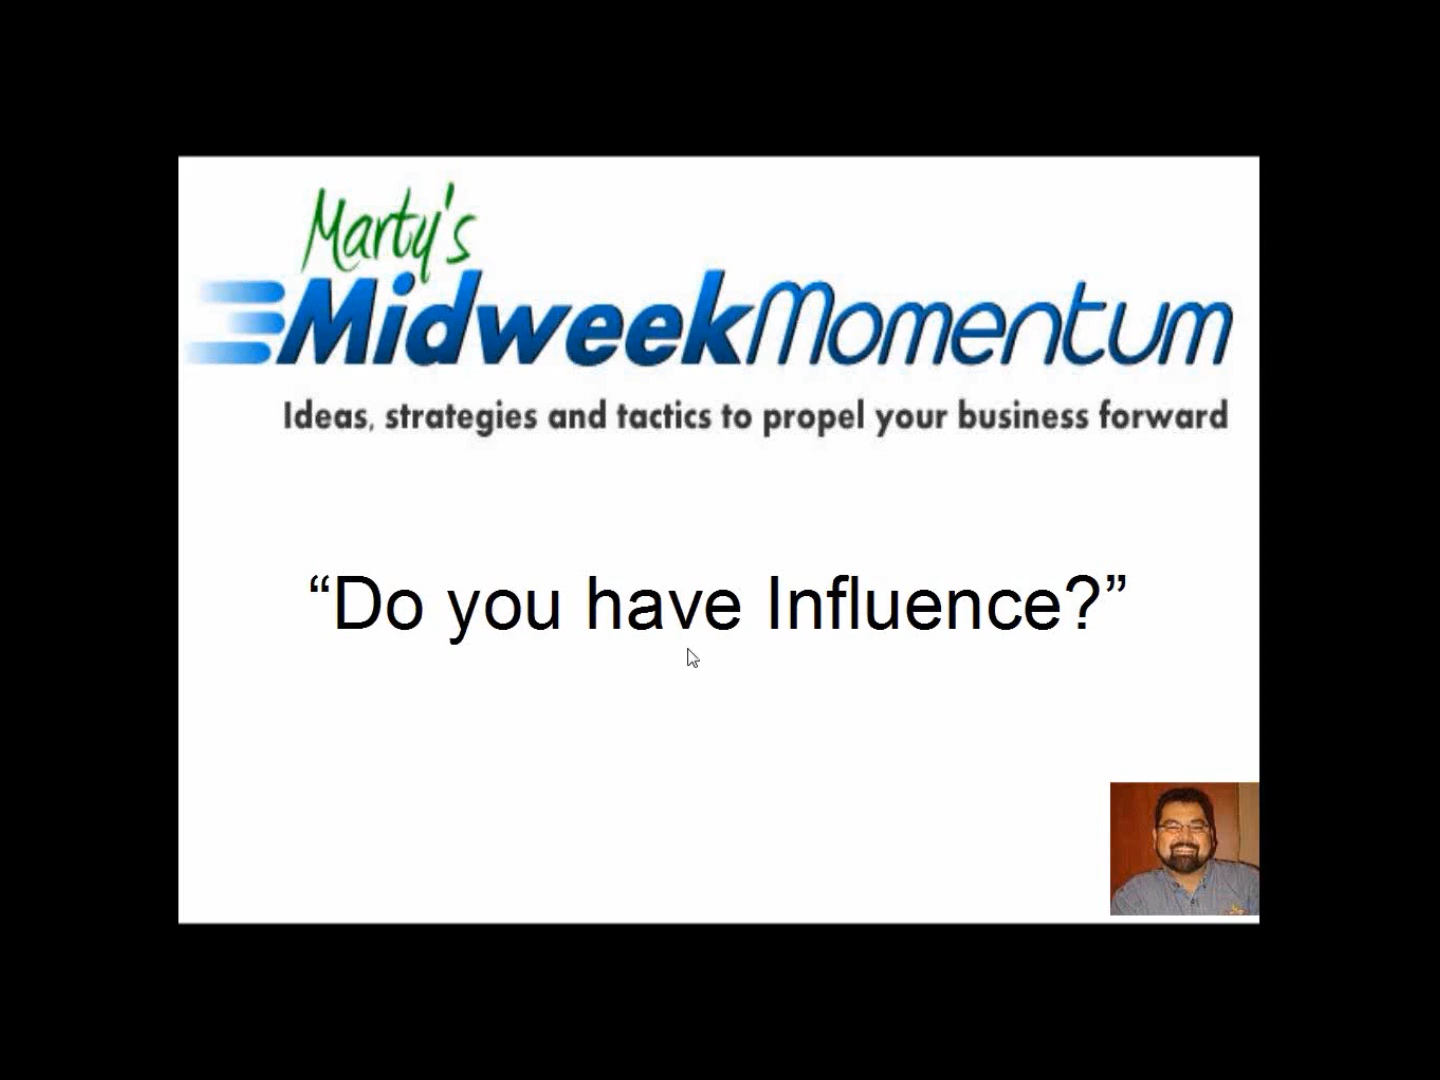 Marty's
MidweekMomentum
Ideas, strategies and tactics to propel your business forward
“Do you have Influence?”